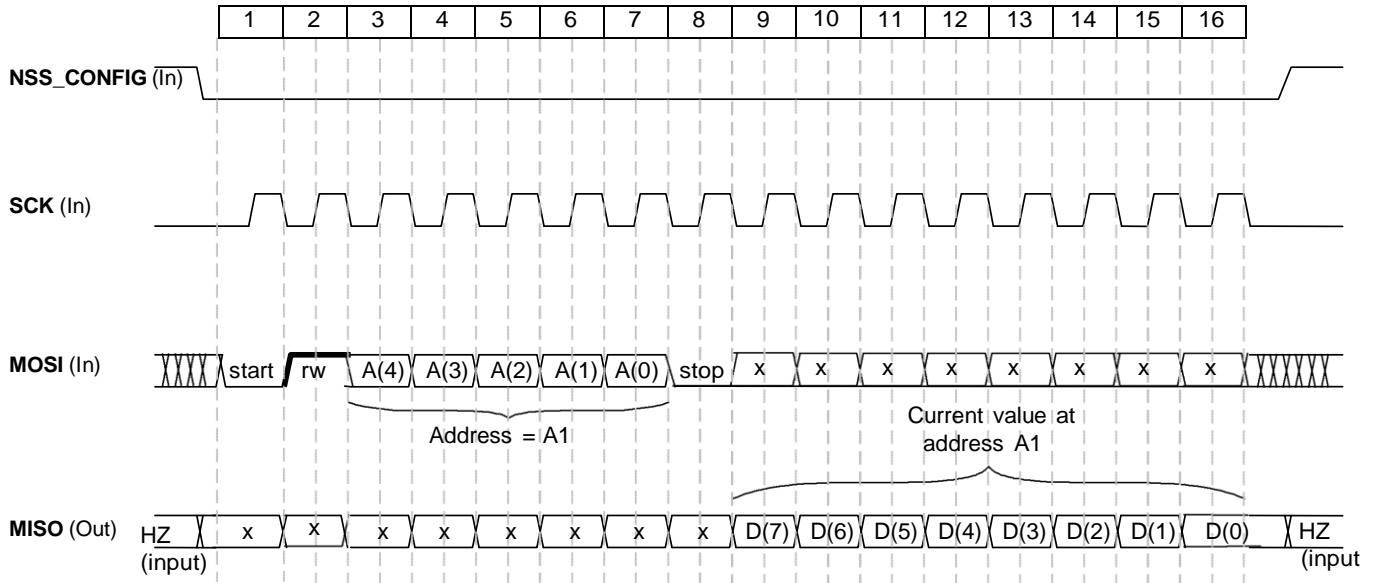 1 2 3 4 5 6 7 8 9 10 11 12 13 14 15 16
NSS_CONFIG (In)
SCK (In)
MOSI (In) start rw A(4) A(3) A(2) A(1) A(0) stop x x x x x x x x
Address = A1
Current value at
address A1
MISO (Out) HZ x x x x x x x x D(7) D(6) D(5) D(4) D(3) D(2) D(1) D(0) HZ
(input) (input